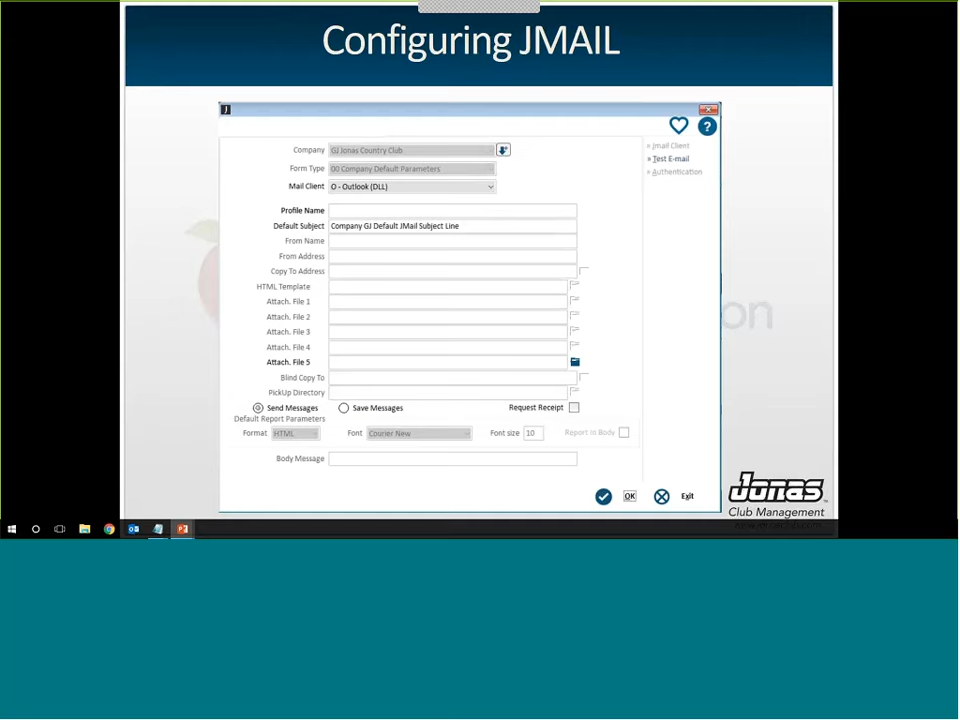 Configuring JMAIL
J
?
Company GJ Jonas Country Club
» Jmail Client
Form Type 00 Company Default Parameters
» Test E-mail
Mail Client O - Outlook (DLL)
» Authentication
Profile Name
Default Subject Company GJ Default JMail Subject Line
From Name
From Address
Copy To Address
HTML Template
Attach. File 1
Attach. File 2
Attach. File 3
Attach. File 4
Attach. File 5
Blind Copy To
PickUp Directory
Send Messages Save Messages Request Receipt
Default Report Parameters
Format HTML Font Courier New Font size 10 Report In Body
Body Message
OK Exit
on
Jonas
Club Management